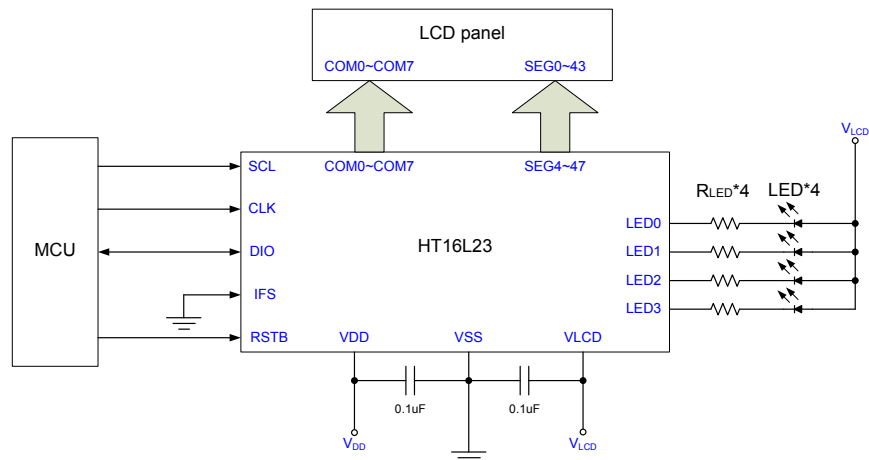 LCD panel
COM0~COM7 SEG0~43
COM0~COM7 SEG4~47
VLCD
SCL
RLED*4 LED*4
CLK
LED0
MCU
DIO
HT16L23
LED1
IFS
LED2
LED3
RSTB VDD VSS VLCD
0.1uF 0.1uF
VDD VLCD